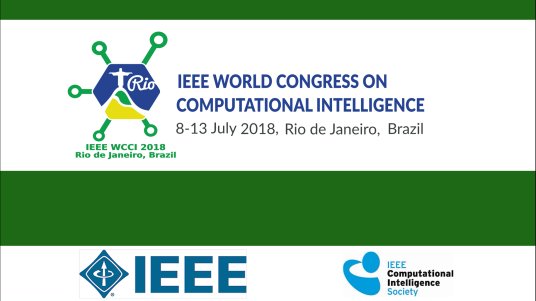 Rio
IEEE WCCI 2018
Rio de Janeiro, Brazil
IEEE WORLD CONGRESS ON
COMPUTATIONAL INTELLIGENCE
8-13 July 2018, Rio de Janeiro, Brazil
IEEE
IEEE
Computational
Intelligence
Society